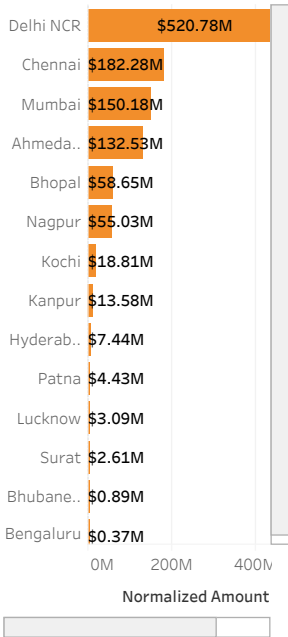 Delhi NCR $520.78M
Chennai $182.28M
Mumbai $150.18M
Ahmeda.. $132.53M
Bhopal $58.65M
Nagpur $55.03M
Kochi $18.81M
Kanpur $13.58M
Hyderab.. $7.44M
Patna $4.43M
Lucknow $3.09M
Surat $2.61M
Bhubane.. $0.89M
Bengaluru $0.37M
0M 200M 400M
Normalized Amount